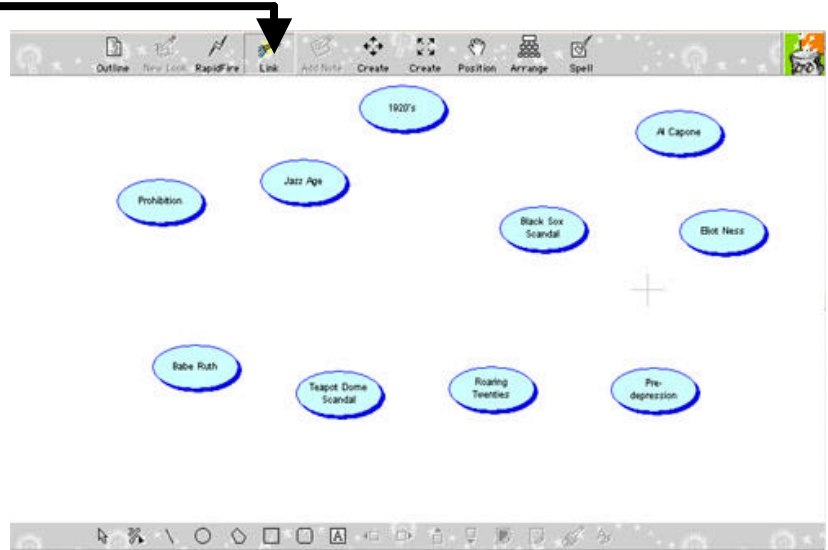 Outline New Look RapidFire Link Add Note Create Create Position Arrange Spell
1920's
Al Capone
Jazz Age
Prohibition
Black Sox
Scandal
Eliot Ness
Babe Ruth
Teapot Dome
Scandal
Roaring
Twenties
Pre-
depression
A